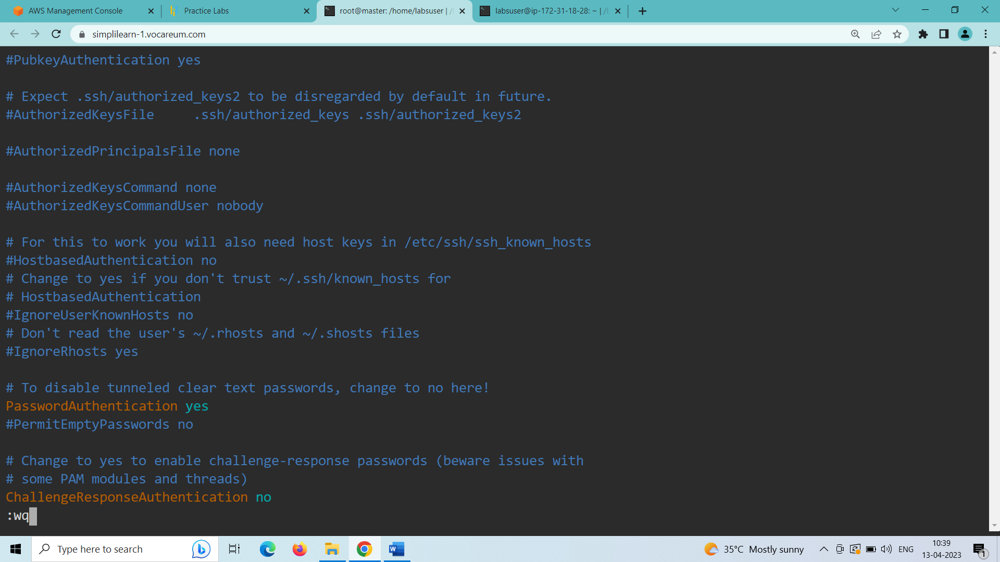 AWS Management Console
Practice Labs
root@master: /home/labsuser | /
labsuser@ip-172-31-18-28: ~ | /
simplilearn-1.vocareum.com
#PubkeyAuthentication yes
# Expect .ssh/authorized_keys2 to be disregarded by default in future.
#AuthorizedKeysFile     .ssh/authorized_keys .ssh/authorized_keys2
#AuthorizedPrincipalsFile none
#AuthorizedKeysCommand none
#AuthorizedKeysCommandUser nobody
# For this to work you will also need host keys in /etc/ssh/ssh_known_hosts
#HostbasedAuthentication no
# Change to yes if you don't trust ~/.ssh/known_hosts for
# HostbasedAuthentication
#IgnoreUserKnownHosts no
# Don't read the user's ~/.rhosts and ~/.shosts files
#IgnoreRhosts yes
# To disable tunneled clear text passwords, change to no here!
PasswordAuthentication yes
#PermitEmptyPasswords no
# Change to yes to enable challenge-response passwords (beware issues with
# some PAM modules and threads)
ChallengeResponseAuthentication no
:wq
Type here to search
35°C Mostly sunny
ENG
10:39
13-04-2023
1